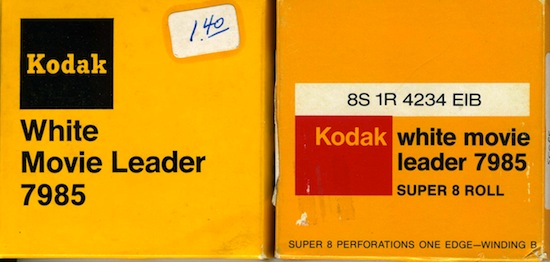 1.40
Kodak
White
Movie Leader
7985
8S 1R 4234 EIB
Kodak
white movie
leader 7985
SUPER 8 ROLL
SUPER 8 PERFORATIONS ONE EDGE—WINDING B